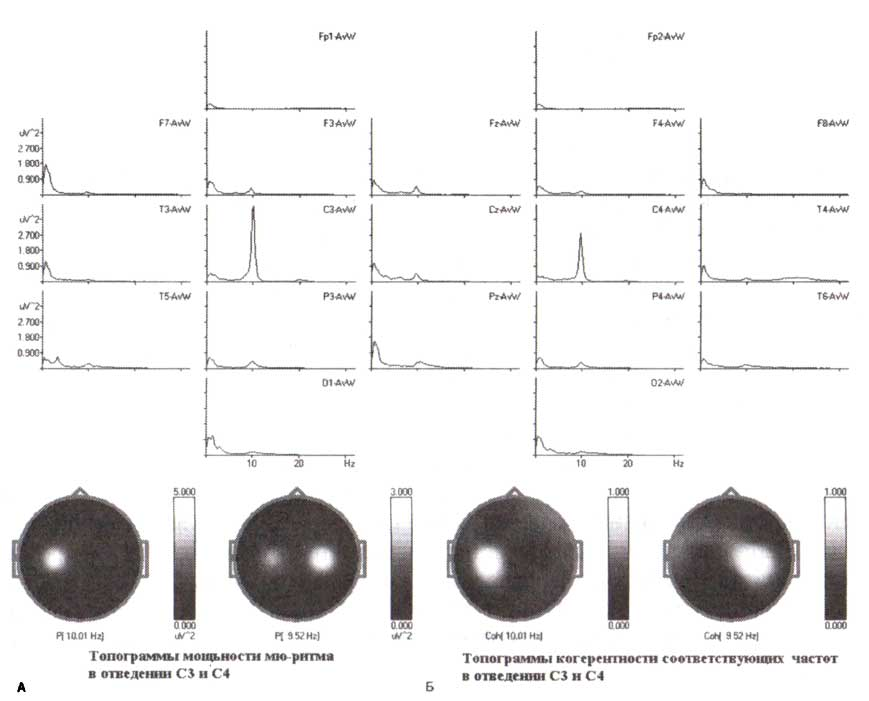 Fp1-AvW Fp2-AvW
F7-AvW F3-AvW Fz-AvW F4-AvW F8-AvW
uV^2
2.700
1.800
0.900
T3-AvW C3-AvW Cz-AvW C4-AvW T4-AvW
uV^2
2.700
1.800
0.900
T5-AvW P3-AvW Pz-AvW P4-AvW T6-AvW
uV^2
2.700
1.800
0.900
O1-AvW O2-AvW
10 20 Hz 10 20 Hz
5.000 3.000 1.000 1.000
0.000 0.000 0.000 0.000
P[ 10.01 Hz] uV^2 P[ 9.52 Hz] uV^2 Coh[ 10.01 Hz] Coh[ 9.52 Hz]
Топограммы мощьности мю-ритма
в отведении С3 и С4
Топограммы когерентности соответствующих частот
в отведении С3 и С4
А Б